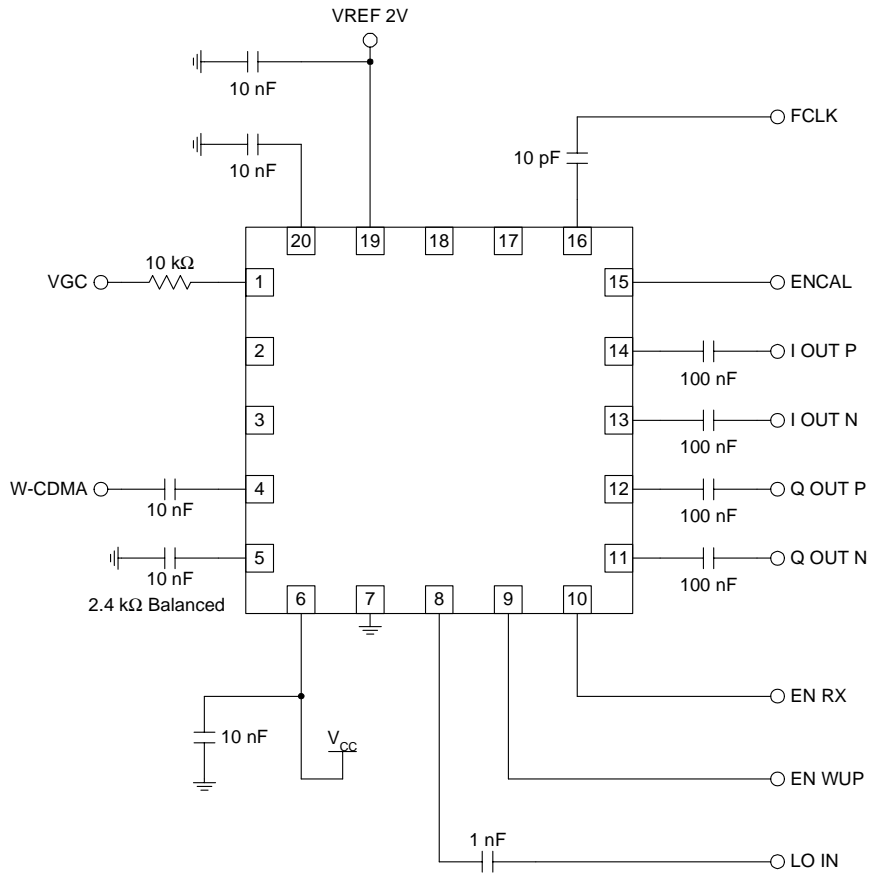 VREF 2V
10 nF
FCLK
10 nF
10 pF
20 19 18 17 16
10 kΩ
VGC
1
15
ENCAL
2
14
I OUT P
100 nF
3
13
I OUT N
100 nF
W-CDMA
4
10 nF
12
Q OUT P
100 nF
5
10 nF
2.4 kΩ Balanced
11
Q OUT N
100 nF
6 7 8 9 10
EN RX
10 nF
VCC
EN WUP
1 nF
LO IN